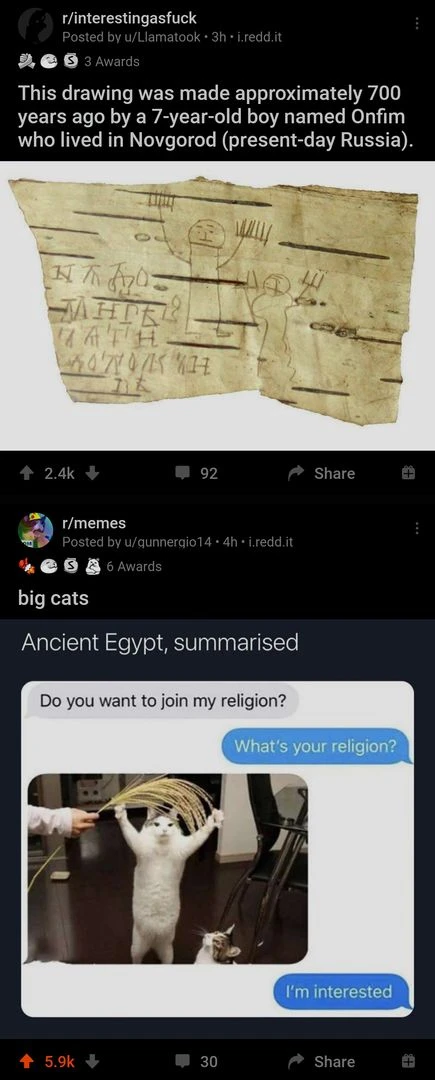 r/interestingasfuck
Posted by u/Llamatook • 3h • i.redd.it
3 Awards
This drawing was made approximately 700
years ago by a 7-year-old boy named Onfim
who lived in Novgorod (present-day Russia).
2.4k
92
Share
r/memes
Posted by u/gunnergio14 • 4h • i.redd.it
6 Awards
big cats
Ancient Egypt, summarised
Do you want to join my religion?
What's your religion?
I'm interested
5.9k
30
Share